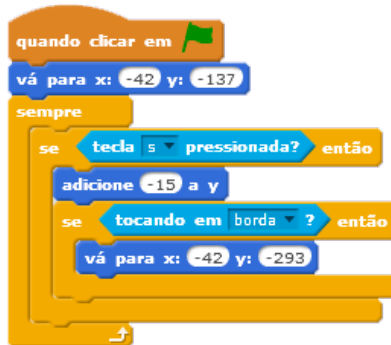 quando clicar em
vá para x: -42 y: -137
sempre
se tecla s pressionada? então
adicione -15 a y
se tocando em borda ? então
vá para x: -42 y: -293